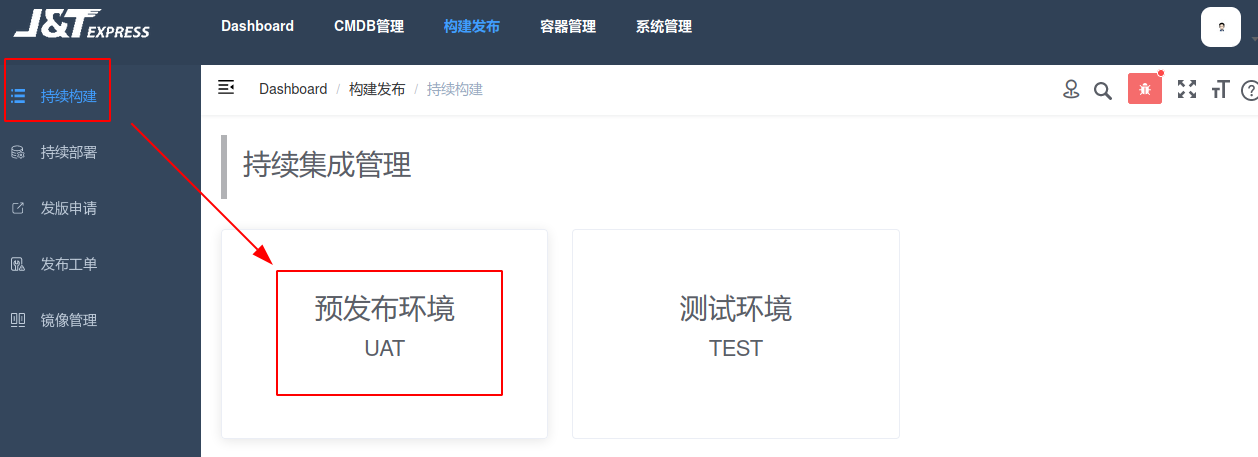 J&T EXPRESS
Dashboard CMDB管理 构建发布 容器管理 系统管理
持续构建
持续部署
发版申请
发布工单
镜像管理
Dashboard / 构建发布 / 持续构建
持续集成管理
预发布环境
UAT
测试环境
TEST